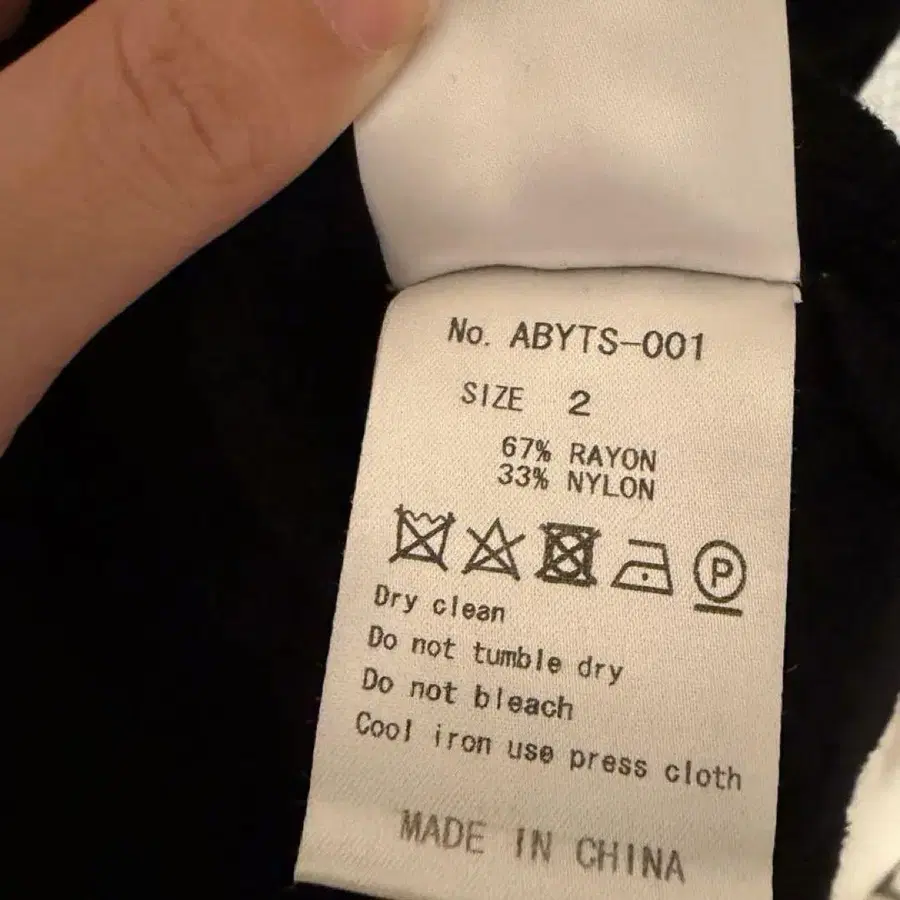 No. ABYTS-001
SIZE 2
67% RAYON
33% NYLON
P
Dry clean
Do not tumble dry
Do not bleach
Cool iron use press cloth
MADE IN CHINA